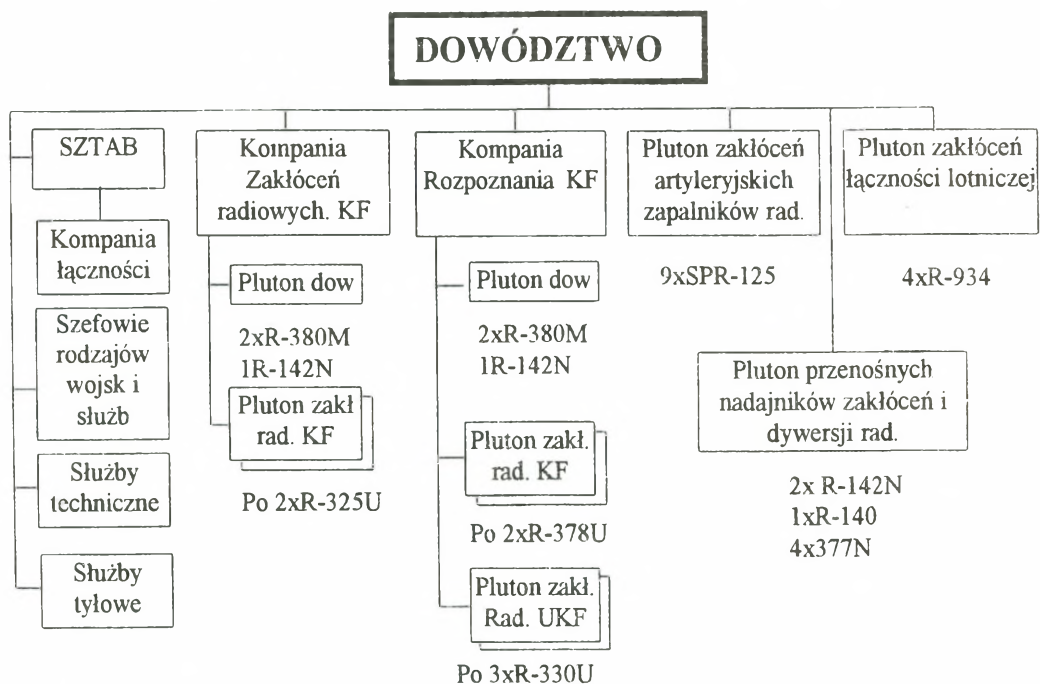 DOWÓDZTWO
SZTAB
Kompania
łączności
Szefowie
rodzajów
wojsk i
służb
Służby
techniczne
Służby
tyłowe
Kompania
Zakłóceń
radiowych. KF
Pluton dow
2xR-380M
1R-142N
Pluton zakł
rad. KF
Po 2xR-325U
Kompania
Rozpoznania KF
Pluton dow
2xR-380M
1R-142N
Pluton zakł.
rad. KF
Po 2xR-378U
Pluton zakł.
Rad. UKF
Po 3xR-330U
Pluton zakłóceń
artyleryjskich
zapalników rad.
9xSPR-125
Pluton zakłóceń
łączności lotniczej
4xR-934
Pluton przenośnych
nadajników zakłóceń i
dywersji rad.
2x R-142N
1xR-140
4x377N